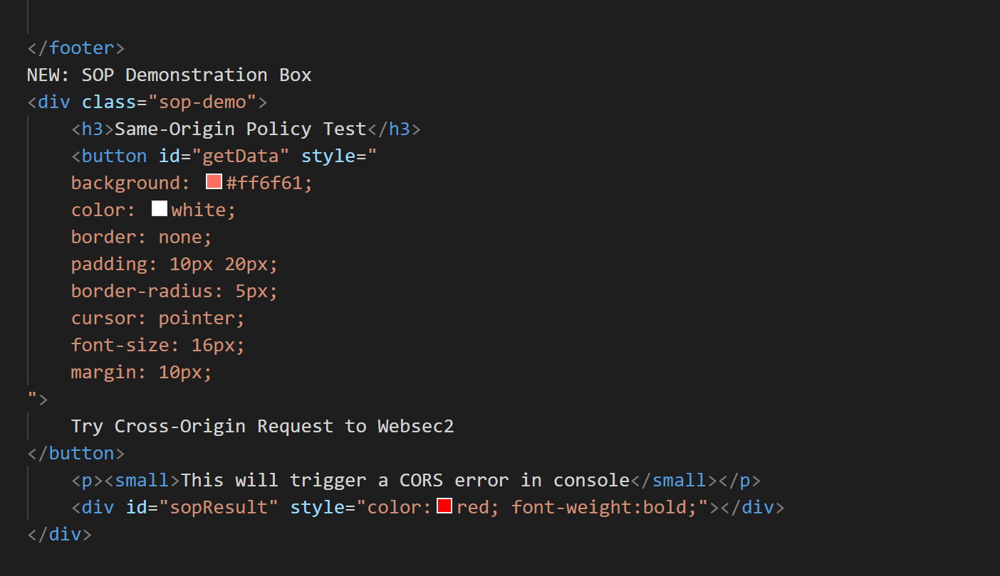 </footer>
NEW: SOP Demonstration Box
<div class="sop-demo">
<h3>Same-Origin Policy Test</h3>
<button id="getData" style="
background: #ff6f61;
color: white;
border: none;
padding: 10px 20px;
border-radius: 5px;
cursor: pointer;
font-size: 16px;
margin: 10px;
">
Try Cross-Origin Request to Websec2
</button>
<p><small>This will trigger a CORS error in console</small></p>
<div id="sopResult" style="color:red; font-weight:bold;"></div>
</div>